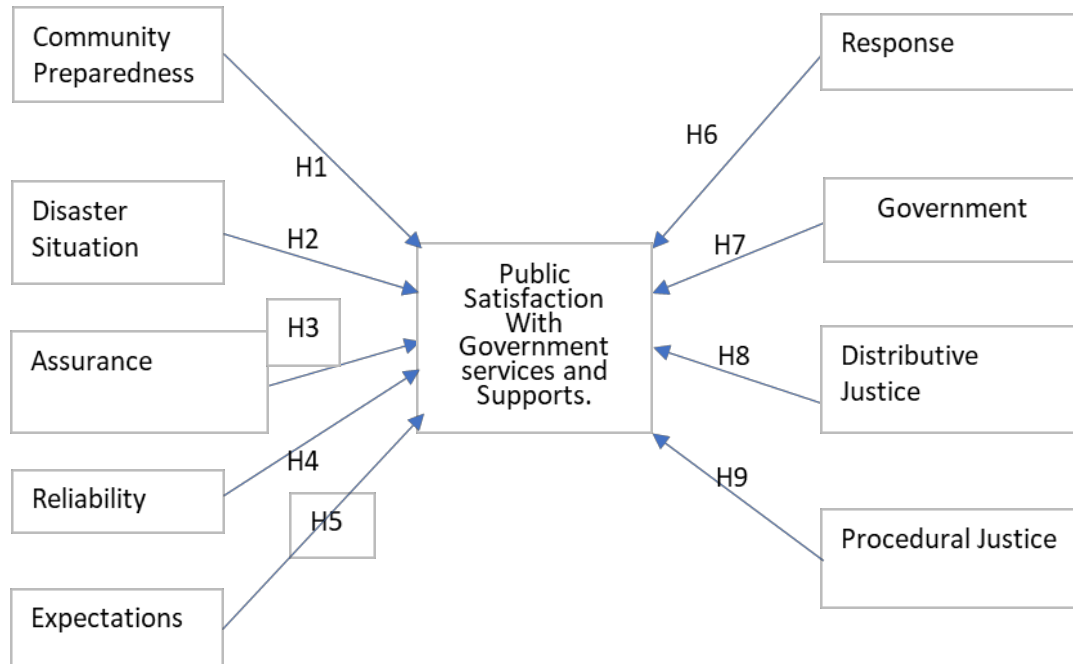 Community
Preparedness
H1
Disaster
Situation
H2
Assurance
H3
Reliability
H4
Expectations
H5
Public
Satisfaction
With
Government
services and
Supports.
Response
H6
Government
H7
Distributive
Justice
H8
Procedural Justice
H9